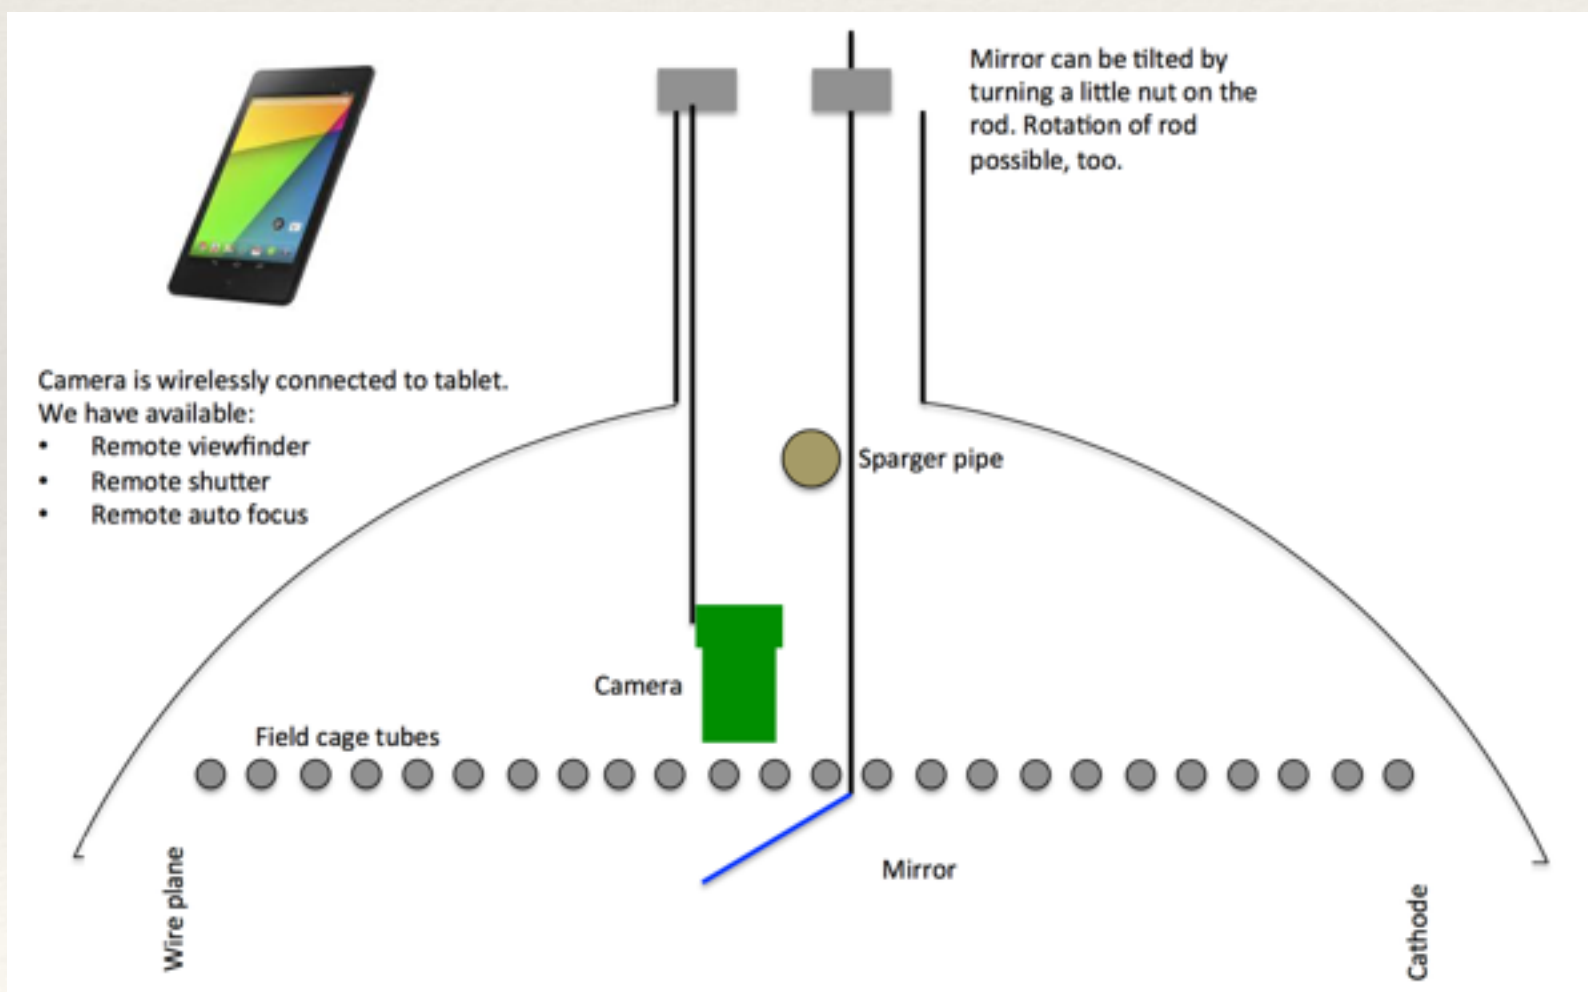 Mirror can be tilted by
turning a little nut on the
rod. Rotation of rod
possible, too.
Camera is wirelessly connected to tablet.
We have available:
• Remote viewfinder
• Remote shutter
• Remote auto focus
Sparger pipe
Camera
Field cage tubes
Mirror
Wire plane
Cathode